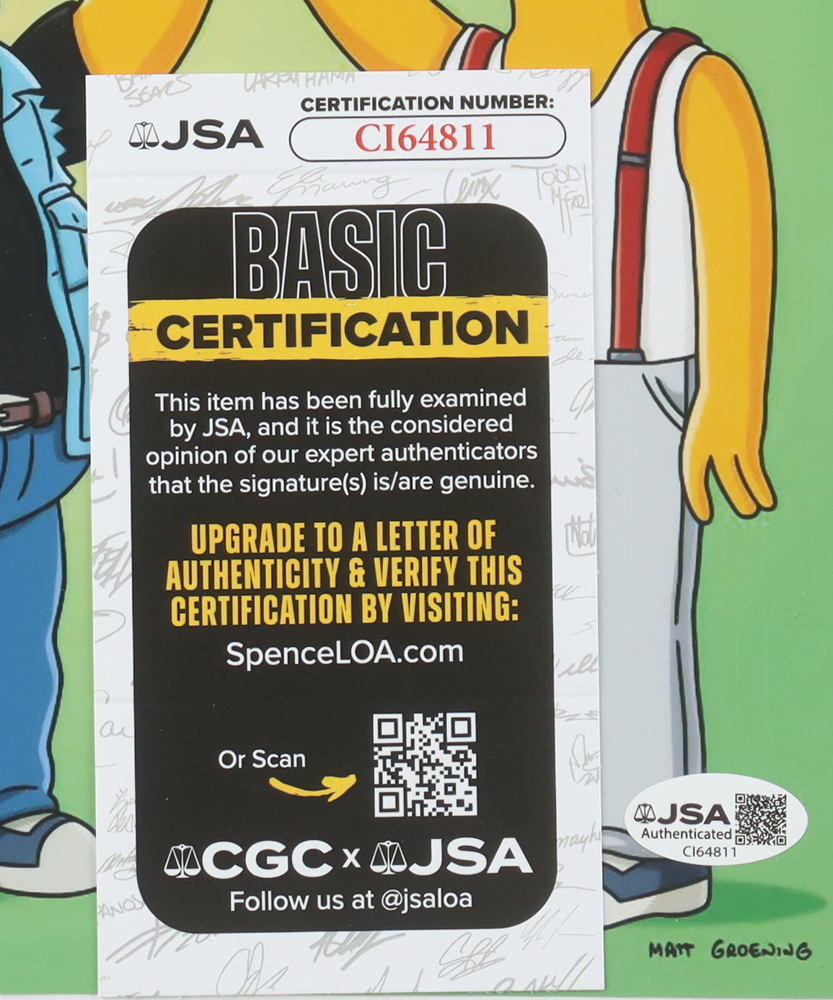 CERTIFICATION NUMBER:
JSA
CI64811
BASIC
CERTIFICATION
This item has been fully examined
by JSA, and it is the considered
opinion of our expert authenticators
that the signature(s) is/are genuine.
UPGRADE TO A LETTER OF
AUTHENTICITY & VERIFY THIS
CERTIFICATION BY VISITING:
SpenceLOA.com
Or Scan
CGC x JSA
Follow us at @jsaloa
JSA
Authenticated
CI64811
MATT GROENING